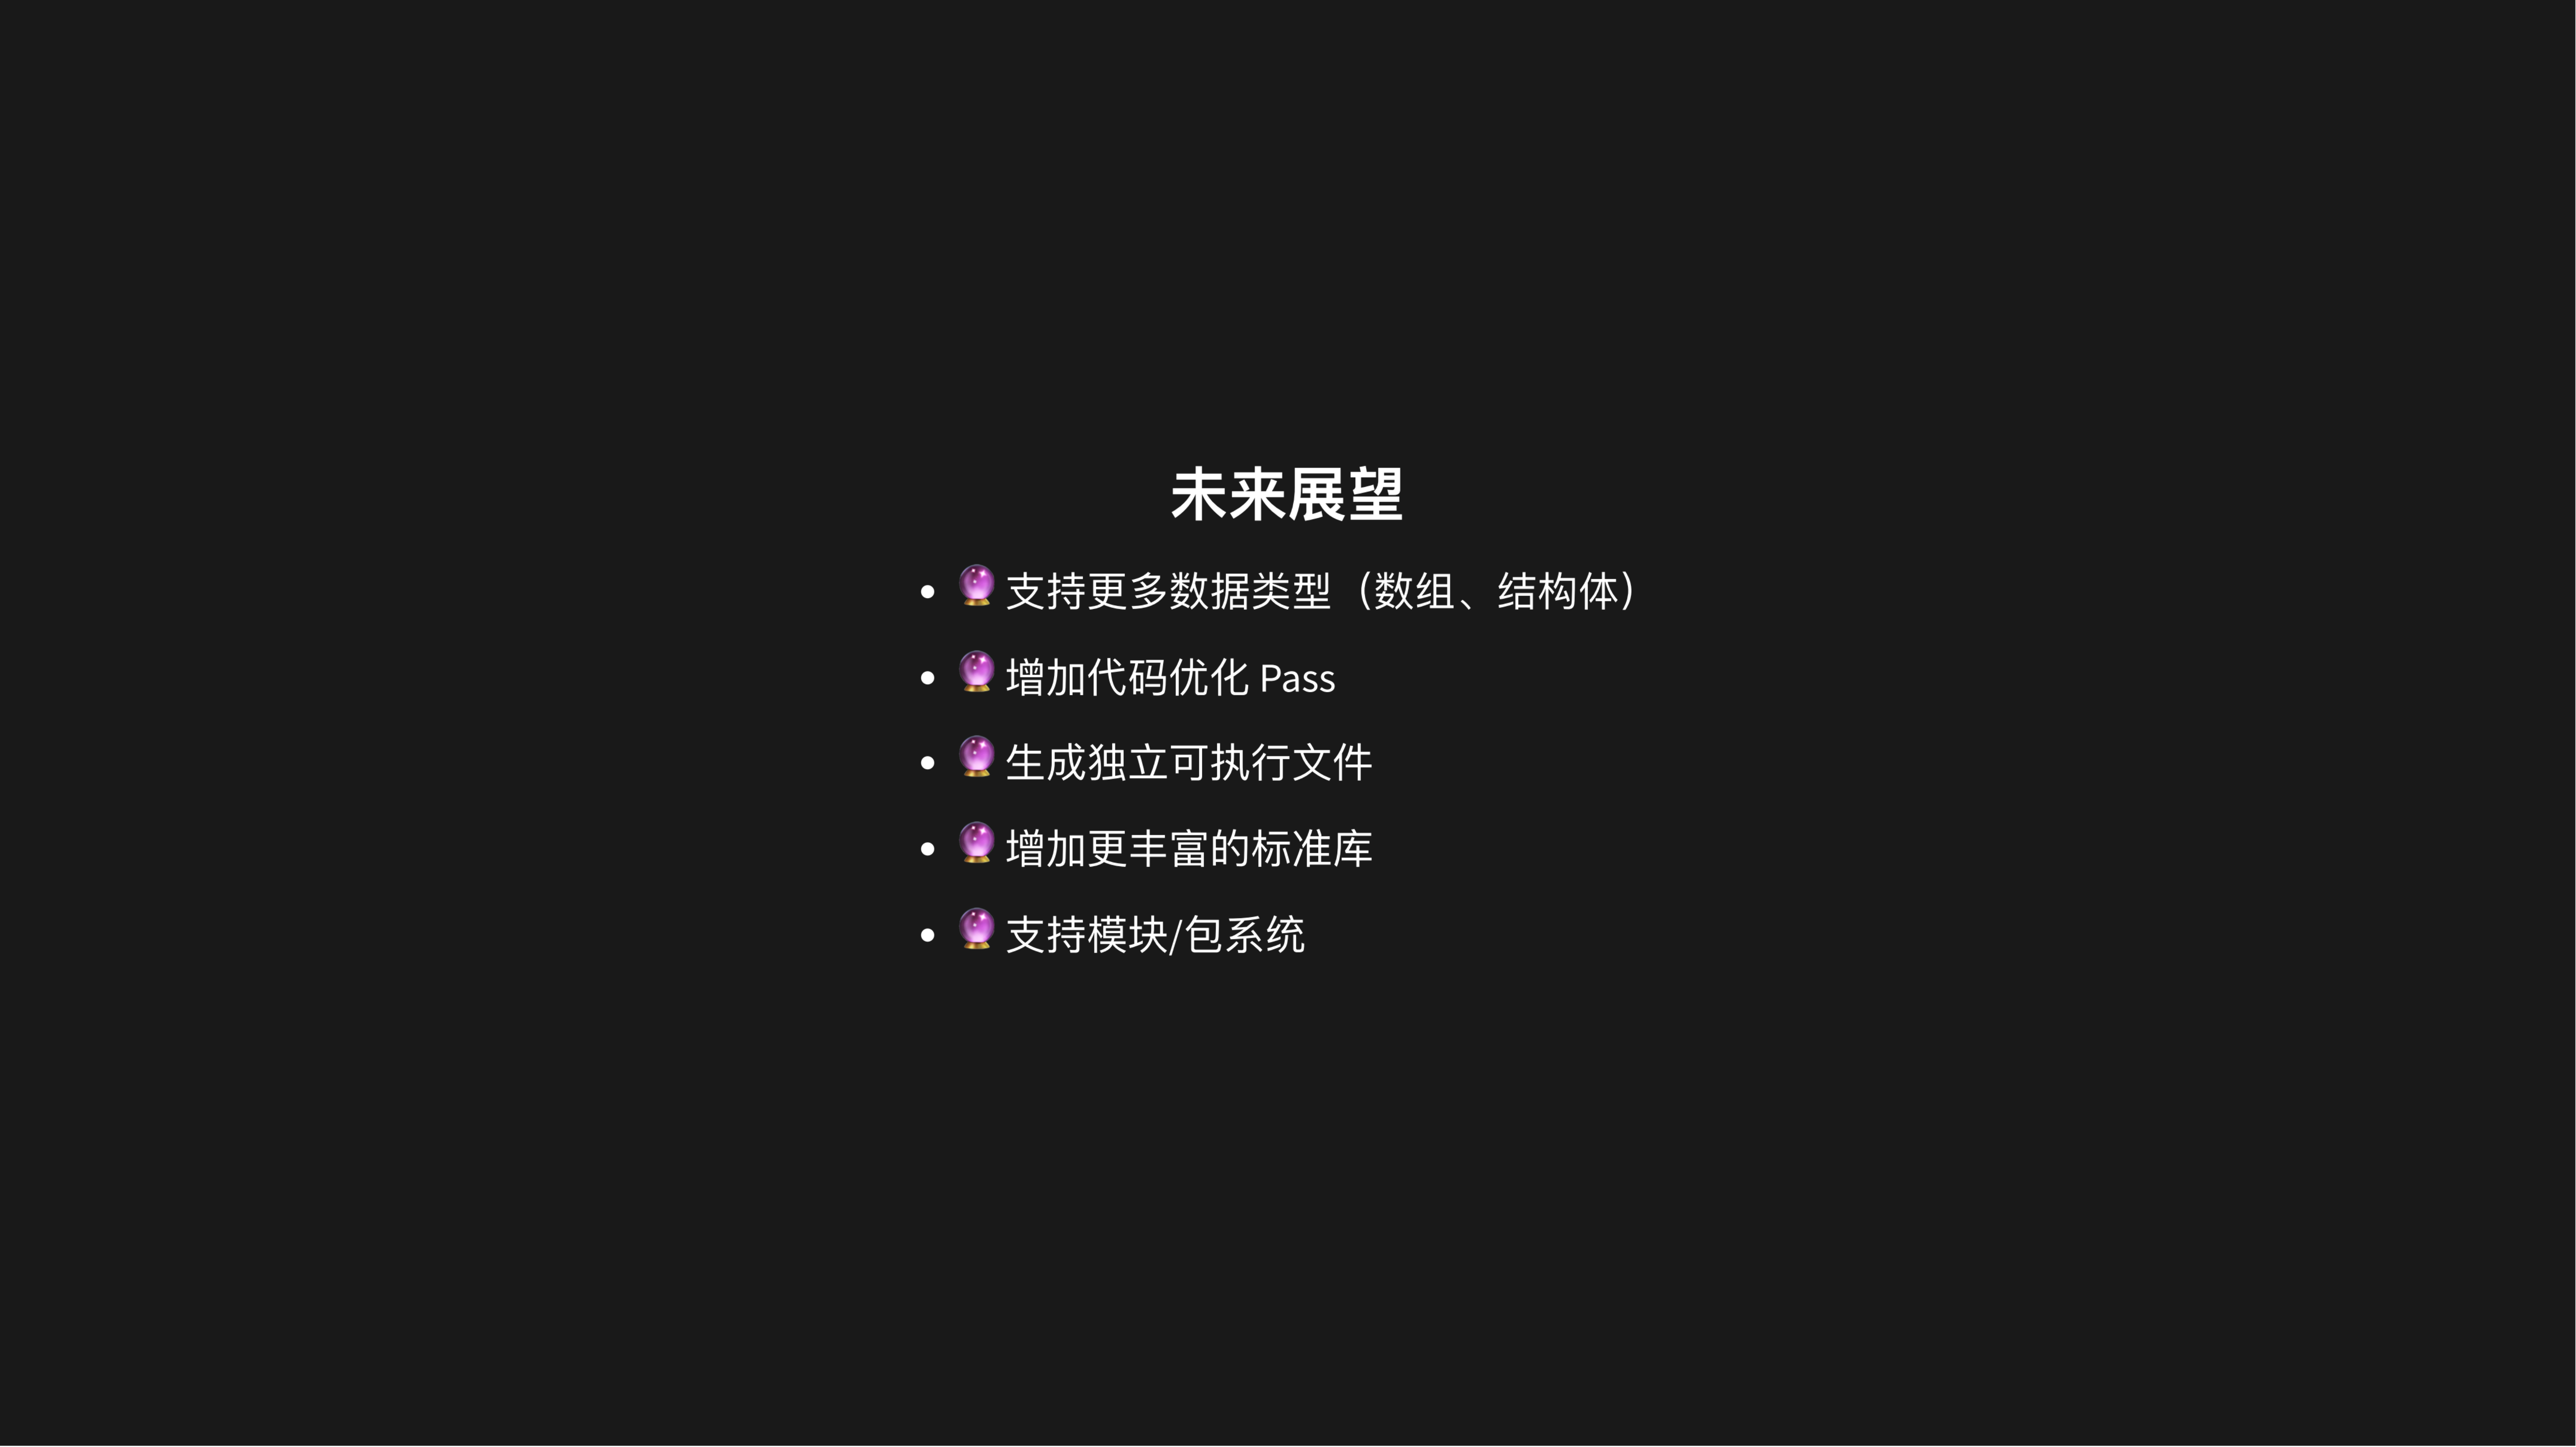 未来展望
• 🔮 支持更多数据类型（数组、结构体）
• 🔮 增加代码优化 Pass
• 🔮 生成独立可执行文件
• 🔮 增加更丰富的标准库
• 🔮 支持模块/包系统